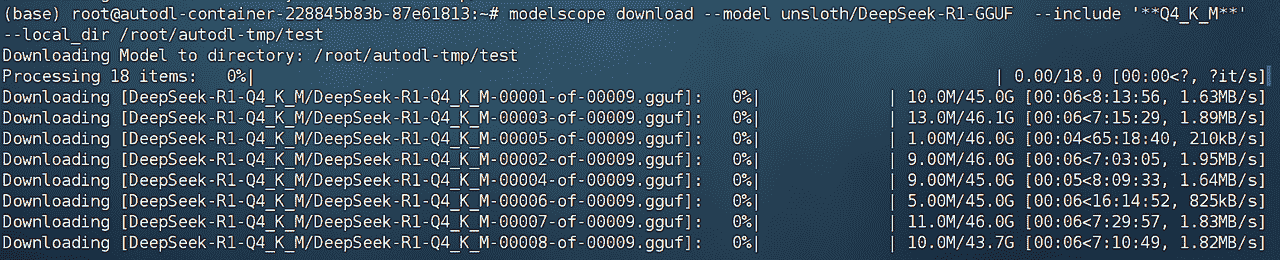 (base) root@autodl-container-228845b83b-87e61813:~# modelscope download --model unsloth/DeepSeek-R1-GGUF  --include '**Q4_K_M**'
--local_dir /root/autodl-tmp/test
Downloading Model to directory: /root/autodl-tmp/test
Processing 18 items:   0%|          | 0.00/18.0 [00:00<?, ?it/s]
Downloading [DeepSeek-R1-Q4_K_M/DeepSeek-R1-Q4_K_M-00001-of-00009.gguf]:   0%|          | 10.0M/45.0G [00:06<8:13:56, 1.63MB/s]
Downloading [DeepSeek-R1-Q4_K_M/DeepSeek-R1-Q4_K_M-00003-of-00009.gguf]:   0%|          | 13.0M/46.1G [00:06<7:15:29, 1.89MB/s]
Downloading [DeepSeek-R1-Q4_K_M/DeepSeek-R1-Q4_K_M-00005-of-00009.gguf]:   0%|          | 1.00M/46.0G [00:04<65:18:40, 210kB/s]
Downloading [DeepSeek-R1-Q4_K_M/DeepSeek-R1-Q4_K_M-00002-of-00009.gguf]:   0%|          | 9.00M/46.0G [00:06<7:03:05, 1.95MB/s]
Downloading [DeepSeek-R1-Q4_K_M/DeepSeek-R1-Q4_K_M-00004-of-00009.gguf]:   0%|          | 9.00M/45.0G [00:05<8:09:33, 1.64MB/s]
Downloading [DeepSeek-R1-Q4_K_M/DeepSeek-R1-Q4_K_M-00006-of-00009.gguf]:   0%|          | 5.00M/45.0G [00:06<16:14:52, 825kB/s]
Downloading [DeepSeek-R1-Q4_K_M/DeepSeek-R1-Q4_K_M-00007-of-00009.gguf]:   0%|          | 11.0M/46.0G [00:06<7:29:57, 1.83MB/s]
Downloading [DeepSeek-R1-Q4_K_M/DeepSeek-R1-Q4_K_M-00008-of-00009.gguf]:   0%|          | 10.0M/43.7G [00:06<7:10:49, 1.82MB/s]